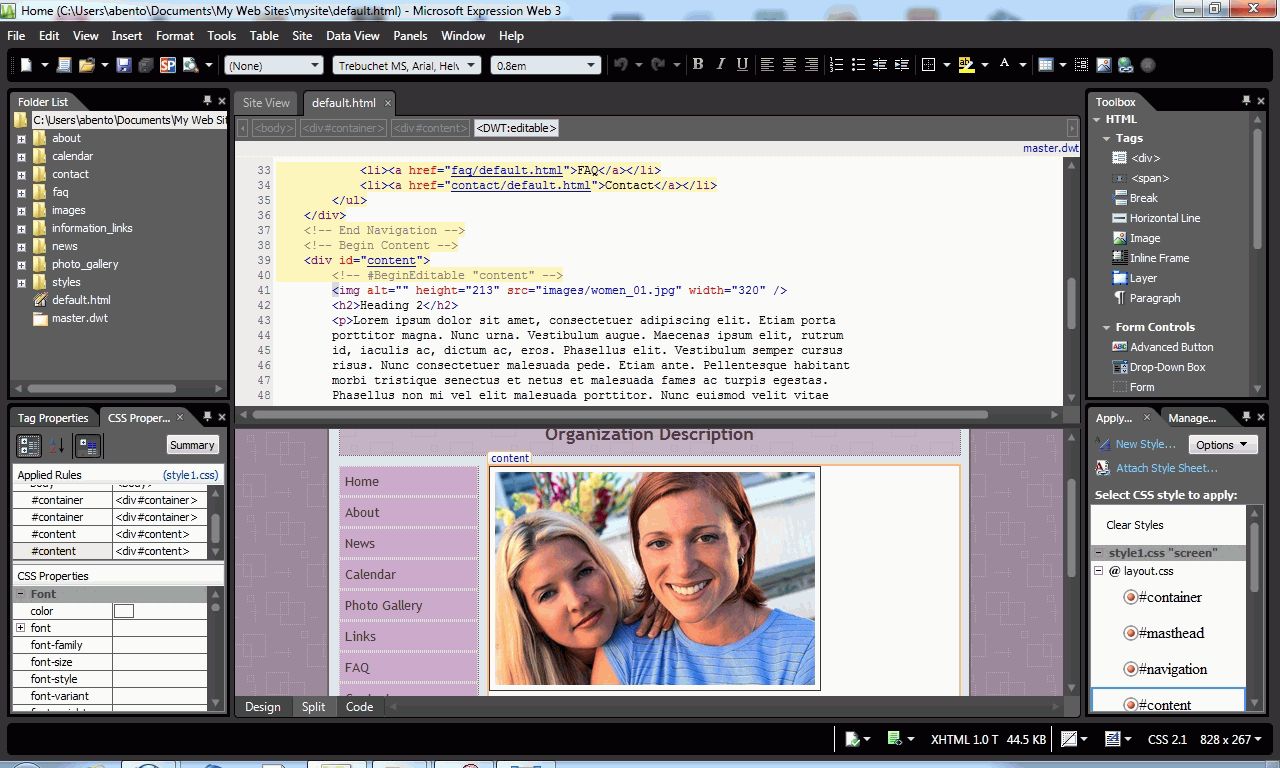 Home (C:\Users\abento\Documents\My Web Sites\mysite\default.html) - Microsoft Expression Web 3
File Edit View Insert Format Tools Table Site Data View Panels Window Help
(None) Trebuchet MS, Arial, Helv 0.8em
Folder List
C:\Users\abento\Documents\My Web Sit
about
calendar
contact
faq
images
information_links
news
photo_gallery
styles
default.html
master.dwt
Site View default.html
<body> <div#container> <div#content> <DWT:editable>
master.dwt
33 <li><a href="faq/default.html">FAQ</a></li>
34 <li><a href="contact/default.html">Contact</a></li>
35 </ul>
36 </div>
37 <!-- End Navigation -->
38 <!-- Begin Content -->
39 <div id="content">
40 <!-- #BeginEditable "content" -->
41 <img alt="" height="213" src="images/women_01.jpg" width="320" />
42 <h2>Heading 2</h2>
43 <p>Lorem ipsum dolor sit amet, consectetuer adipiscing elit. Etiam porta
44 porttitor magna. Nunc urna. Vestibulum augue. Maecenas ipsum elit, rutrum
45 id, iaculis ac, dictum ac, eros. Phasellus elit. Vestibulum semper cursus
46 risus. Nunc consectetuer malesuada pede. Etiam ante. Pellentesque habitant
47 morbi tristique senectus et netus et malesuada fames ac turpis egestas.
48 Phasellus non mi vel elit malesuada porttitor. Nunc euismod velit vitae
Toolbox
HTML
Tags
<div>
<span>
Break
Horizontal Line
Image
Inline Frame
Layer
Paragraph
Form Controls
Advanced Button
Drop-Down Box
Form
Tag Properties CSS Proper...
Summary
Applied Rules (style1.css)
body <body>
#container <div#container>
#container <div#container>
#content <div#content>
#content <div#content>
CSS Properties
Font
color
font
font-family
font-size
font-style
font-variant
Organization Description
content
Home
About
News
Calendar
Photo Gallery
Links
FAQ
Design Split Code
Apply... Manage...
New Style... Options
Attach Style Sheet...
Select CSS style to apply:
Clear Styles
style1.css "screen"
@ layout.css
#container
#masthead
#navigation
#content
XHTML 1.0 T 44.5 KB CSS 2.1 828 x 267